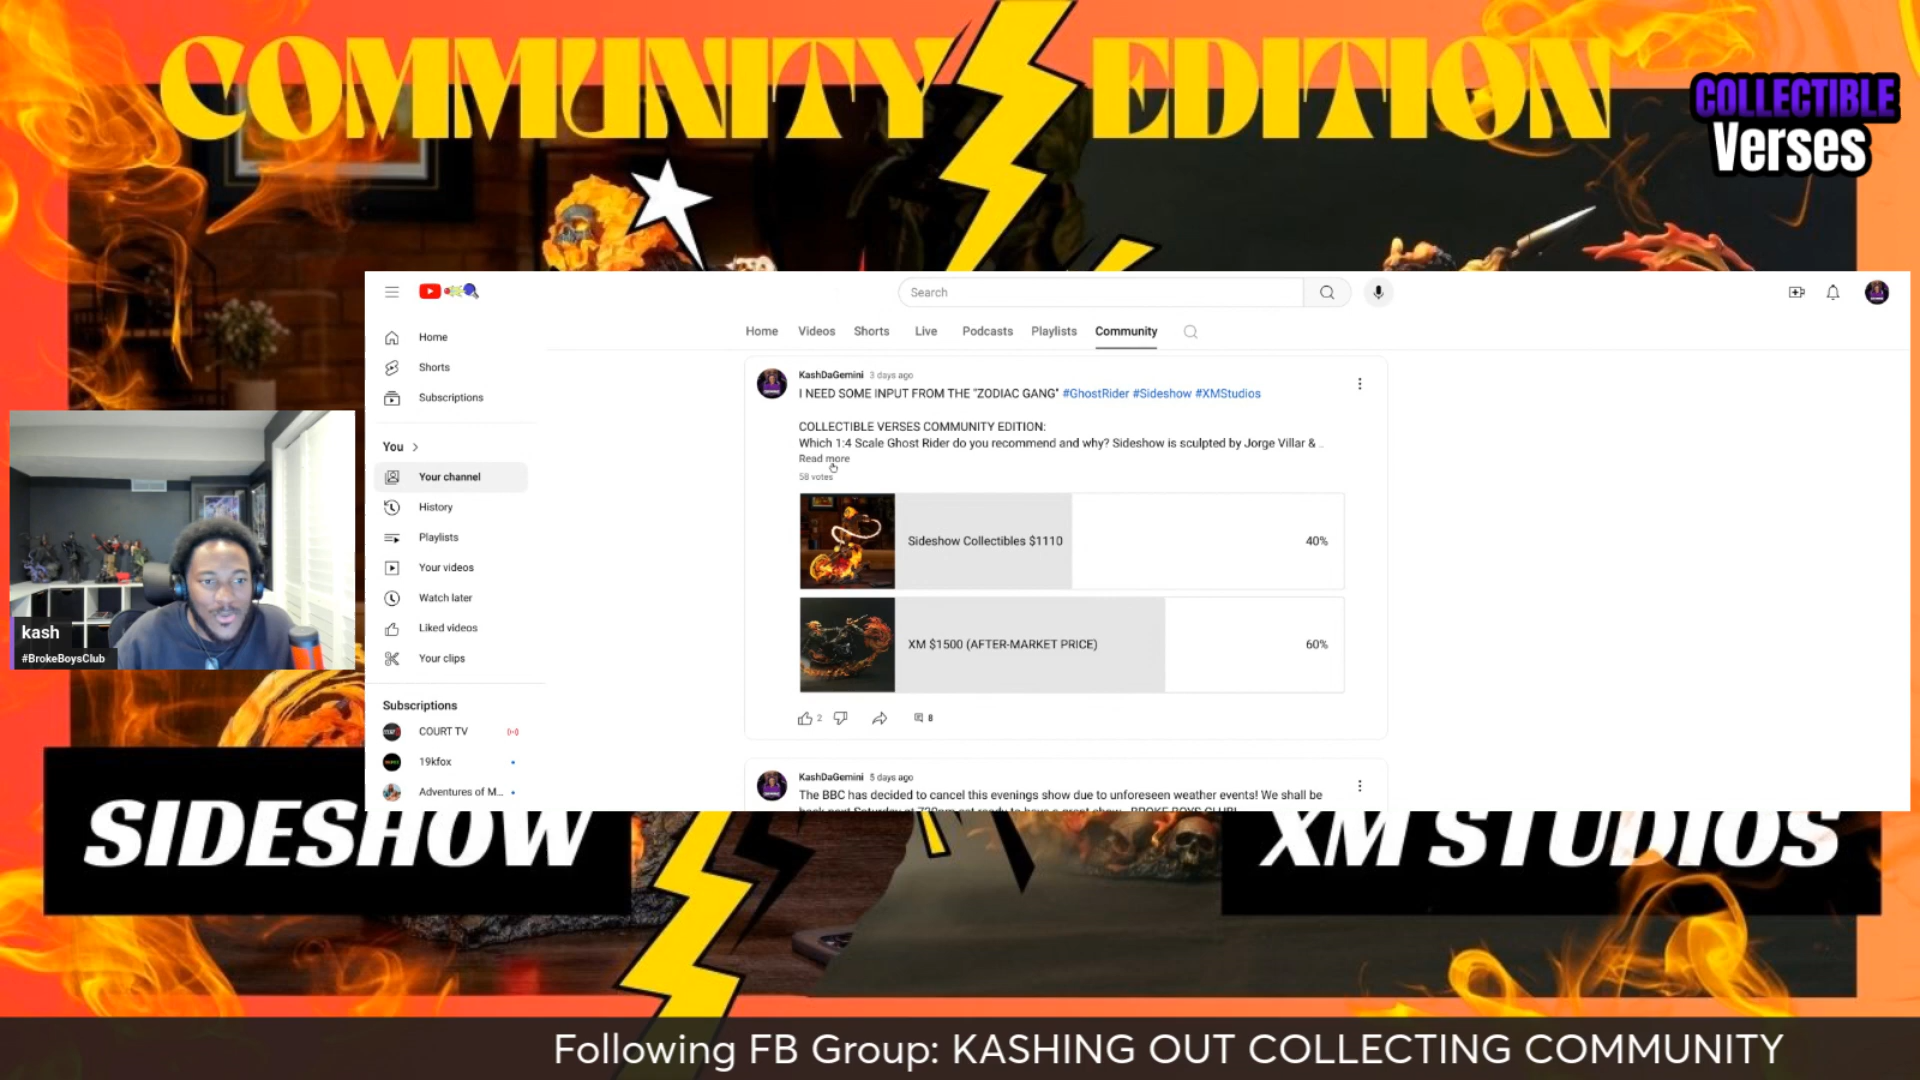 COMMUNITY EDITION
COLLECTIBLE
Verses
Search
Home
Videos
Shorts
Live
Podcasts
Playlists
Community
Home
Shorts
Subscriptions
You
Your channel
History
Playlists
Your videos
Watch later
Liked videos
Your clips
Subscriptions
COURT TV
19kfox
Adventures of M...
KashDaGemini 3 days ago
I NEED SOME INPUT FROM THE "ZODIAC GANG" #GhostRider #Sideshow #XMStudios
COLLECTIBLE VERSES COMMUNITY EDITION:
Which 1:4 Scale Ghost Rider do you recommend and why? Sideshow is sculpted by Jorge Villar & ...
Read more
58 votes
Sideshow Collectibles $1110
40%
XM $1500 (AFTER-MARKET PRICE)
60%
2
8
KashDaGemini 5 days ago
The BBC has decided to cancel this evenings show due to unforeseen weather events! We shall be
kash
#BrokeBoysClub
SIDESHOW
XM STUDIOS
Following FB Group: KASHING OUT COLLECTING COMMUNITY